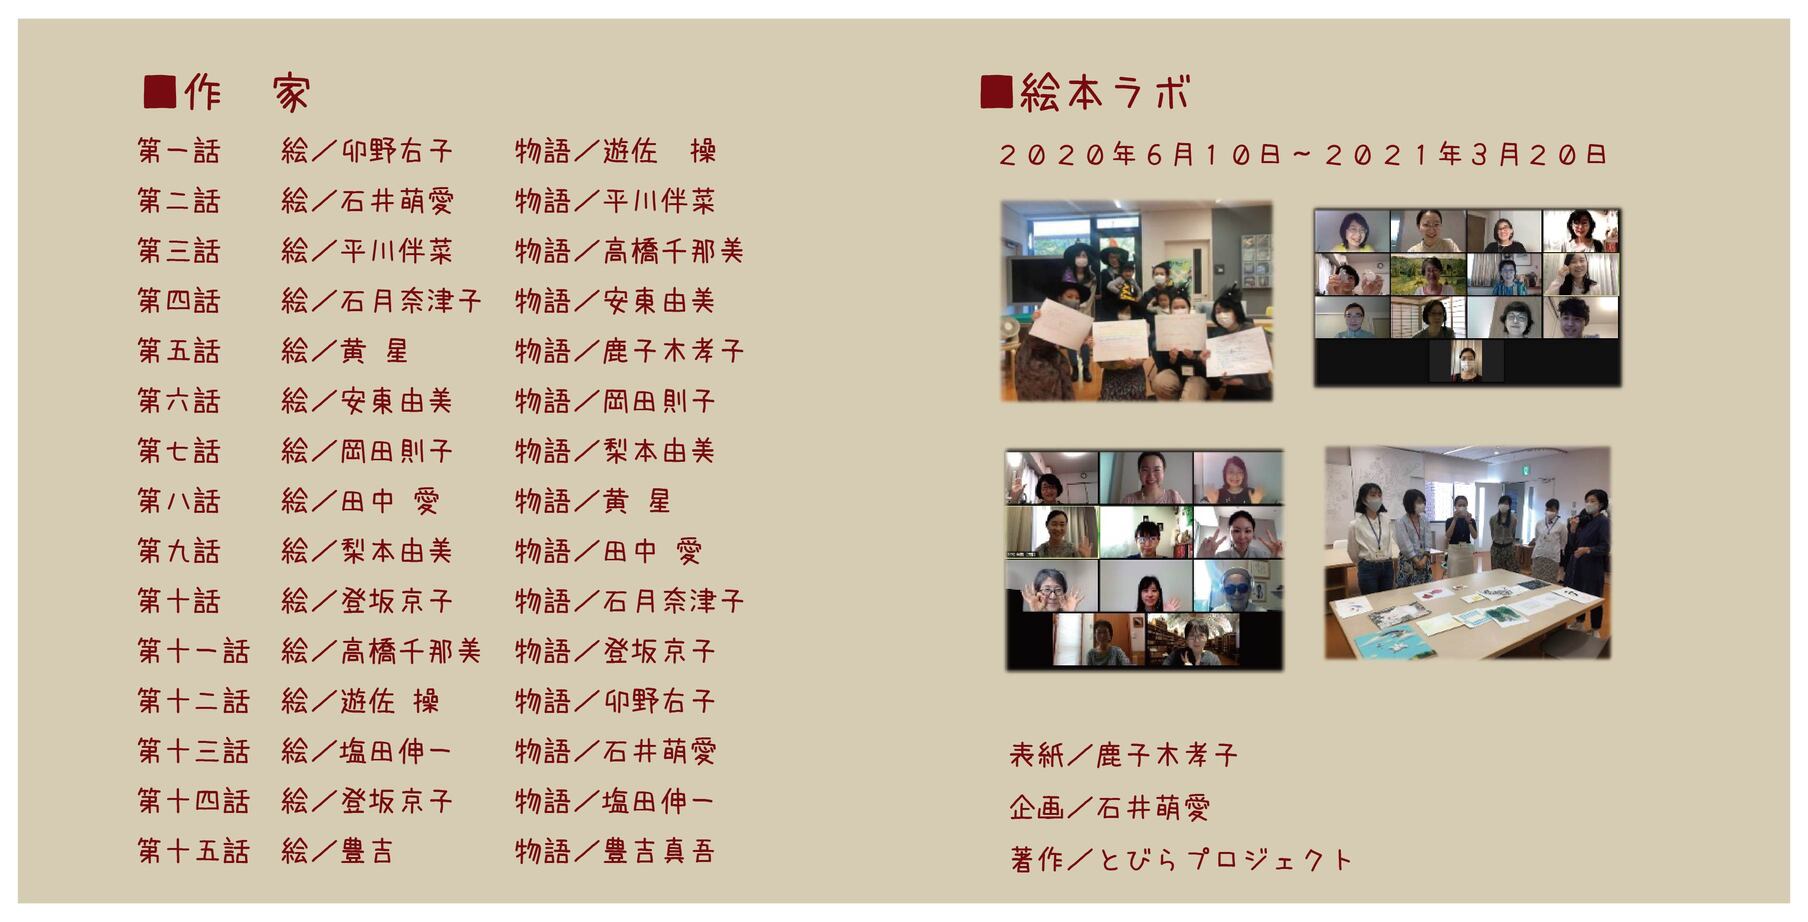 ■作　家
第一話　絵／卯野右子　物語／遊佐　操
第二話　絵／石井萌愛　物語／平川伴菜
第三話　絵／平川伴菜　物語／高橋千那美
第四話　絵／石月奈津子　物語／安東由美
第五話　絵／黄 星　物語／鹿子木孝子
第六話　絵／安東由美　物語／岡田則子
第七話　絵／岡田則子　物語／梨本由美
第八話　絵／田中 愛　物語／黄 星
第九話　絵／梨本由美　物語／田中 愛
第十話　絵／登坂京子　物語／石月奈津子
第十一話　絵／高橋千那美　物語／登坂京子
第十二話　絵／遊佐 操　物語／卯野右子
第十三話　絵／塩田伸一　物語／石井萌愛
第十四話　絵／登坂京子　物語／塩田伸一
第十五話　絵／豊吉　物語／豊吉真吾
■絵本ラボ
２０２０年６月１０日~２０２１年３月２０日
表紙／鹿子木孝子
企画／石井萌愛
著作／とびらプロジェクト